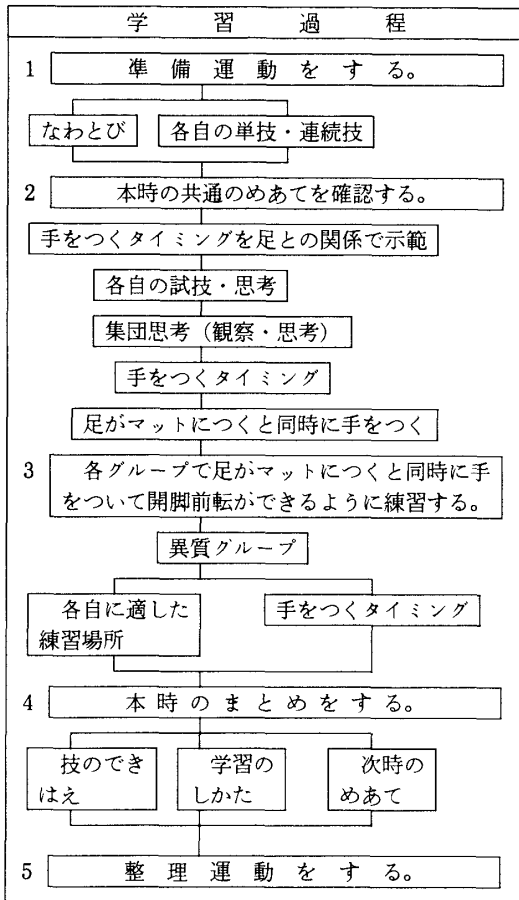 学習過程
1 準備運動をする。
なわとび 各自の単技・連続技
2 本時の共通のめあてを確認する。
手をつくタイミングを足との関係で示範
各自の試技・思考
集団思考（観察・思考）
手をつくタイミング
足がマットにつくと同時に手をつく
3 各グループで足がマットにつくと同時に手
をついて開脚前転ができるように練習する。
異質グループ
各自に適した
練習場所
手をつくタイミング
4 本時のまとめをする。
技のでき
はえ
学習の
しかた
次時の
めあて
5 整理運動をする。